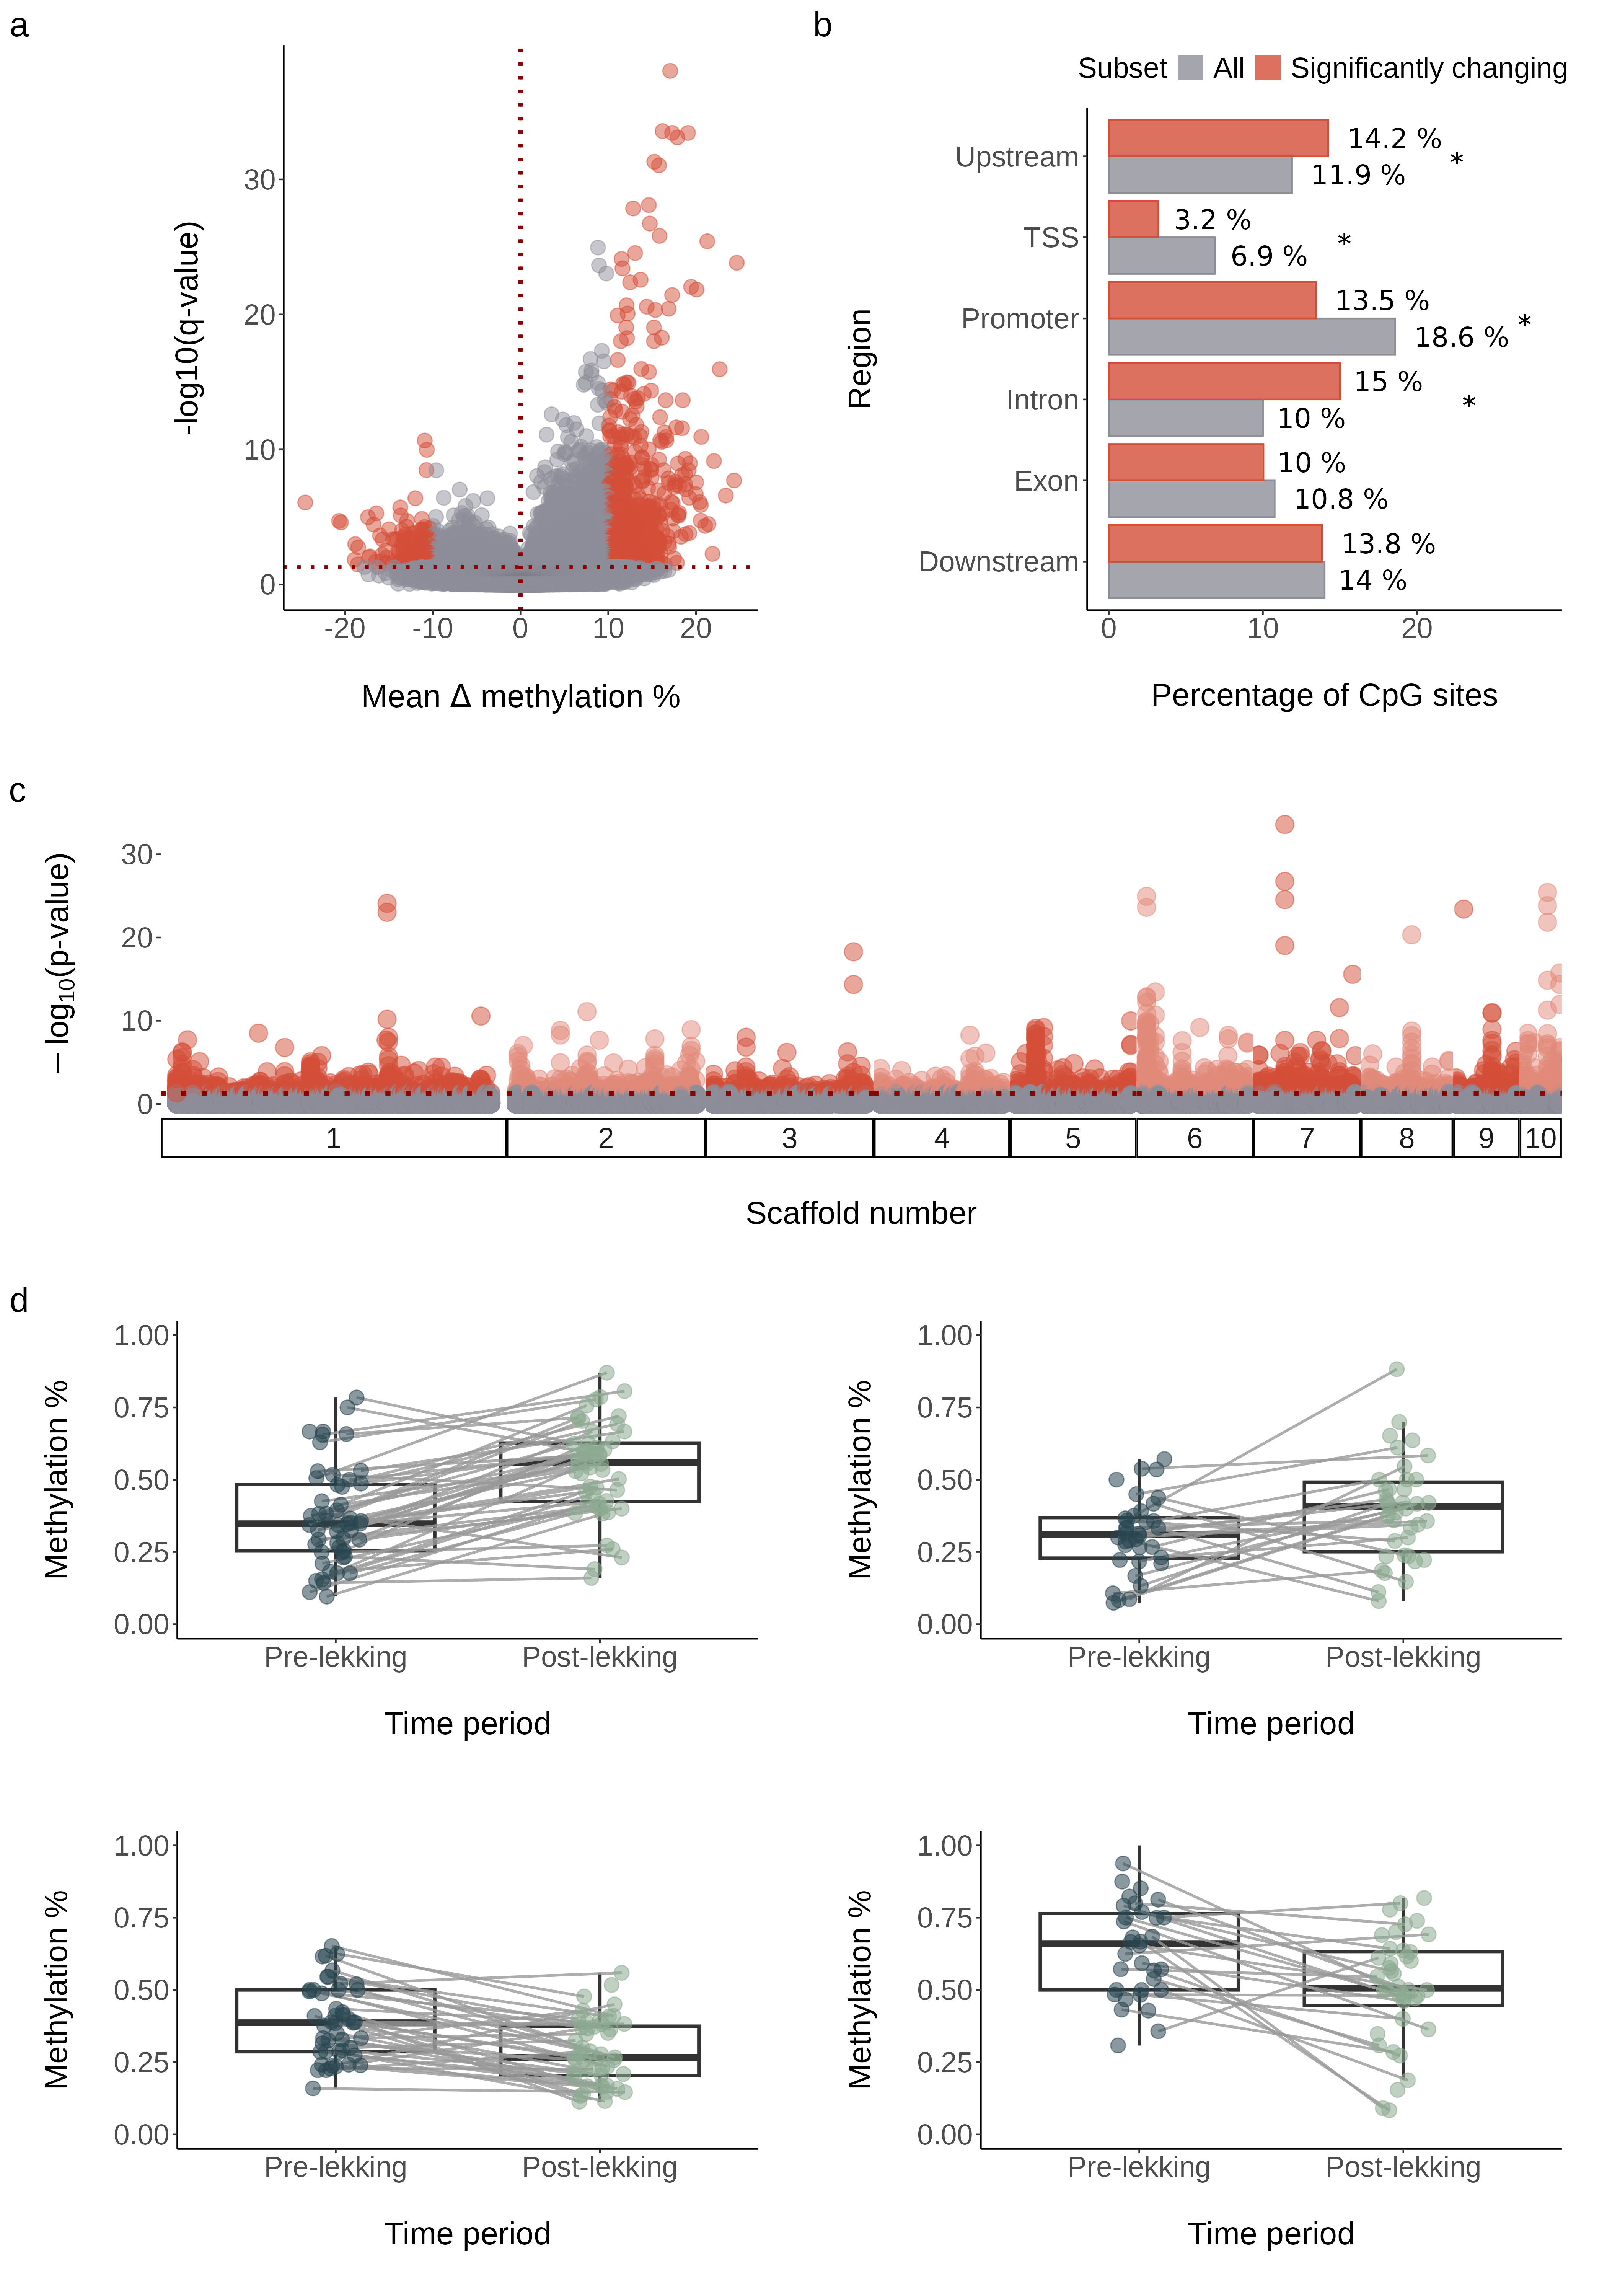 a
-log10(q-value)
30
20
10
0
-20 -10 0 10 20
Mean Δ methylation %
b
Subset All Significantly changing
Region
Upstream 14.2 %
11.9 % *
TSS 3.2 %
6.9 % *
Promoter 13.5 %
18.6 % *
Intron 15 %
10 % *
Exon 10 %
10.8 %
Downstream 13.8 %
14 %
0 10 20
Percentage of CpG sites
c
− log10(p-value)
30
20
10
0
1 2 3 4 5 6 7 8 9 10
Scaffold number
d
Methylation %
1.00
0.75
0.50
0.25
0.00
Pre-lekking Post-lekking
Time period
Methylation %
1.00
0.75
0.50
0.25
0.00
Pre-lekking Post-lekking
Time period
Methylation %
1.00
0.75
0.50
0.25
0.00
Pre-lekking Post-lekking
Time period
Methylation %
1.00
0.75
0.50
0.25
0.00
Pre-lekking Post-lekking
Time period